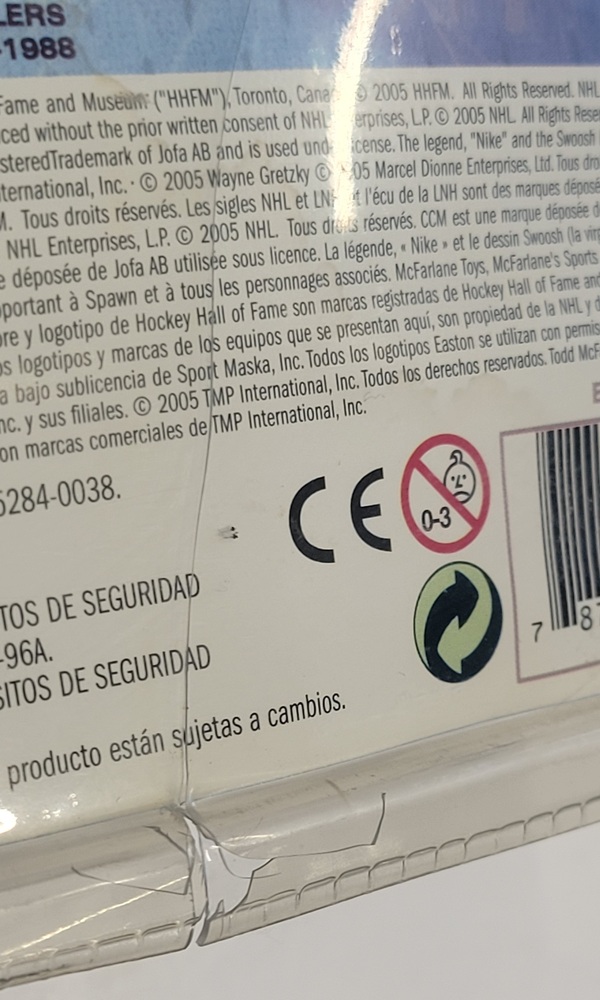 LERS
-1988
Fame and Museum ("HHFM"), Toronto, Cana © 2005 HHFM. All Rights Reserved. NHL
ced without the prior written consent of NHL erprises, L.P. © 2005 NHL. All Rights Rese
steredTrademark of Jofa AB and is used und icense. The legend, "Nike" and the Swoosh
ternational, Inc. · © 2005 Wayne Gretzky © 05 Marcel Dionne Enterprises, Ltd. Tous dro
M. Tous droits réservés. Les sigles NHL et LN et l'écu de la LNH sont des marques déposé
NHL Enterprises, L.P. © 2005 NHL. Tous droits réservés. CCM est une marque déposée d
e déposée de Jofa AB utilisée sous licence. La légende, « Nike » et le dessin Swoosh (la virg
pportant à Spawn et à tous les personnages associés. McFarlane Toys, McFarlane's Sports
bre y logotipo de Hockey Hall of Fame son marcas registradas de Hockey Hall of Fame and
os logotipos y marcas de los equipos que se presentan aquí, son propiedad de la NHL y d
a bajo sublicencia de Sport Maska, Inc. Todos los logotipos Easton se utilizan con permis
nc. y sus filiales. © 2005 TMP International, Inc. Todos los derechos reservados. Todd McF
on marcas comerciales de TMP International, Inc.
5284-0038.
CE
0-3
TOS DE SEGURIDAD
-96A.
SITOS DE SEGURIDAD
producto están sujetas a cambios.
7 87